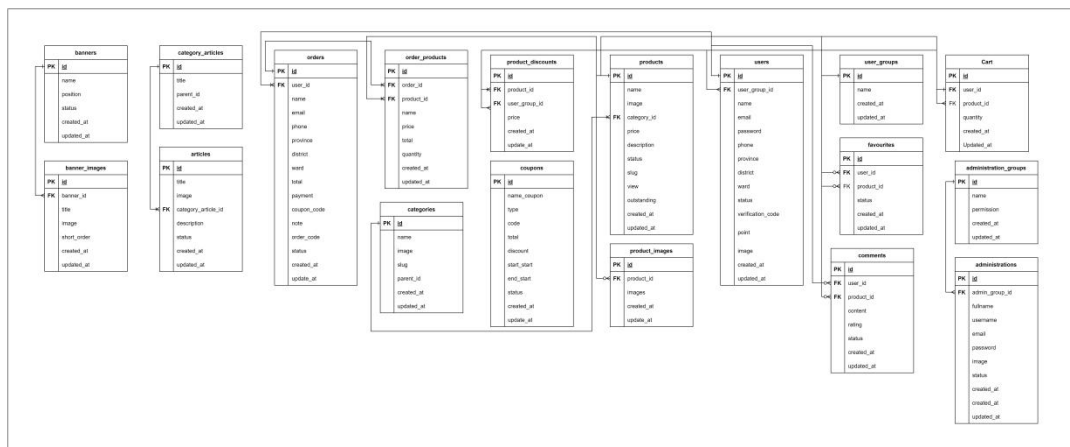 banners
PK id
name
position
status
created_at
updated_at
category_articles
PK id
title
parent_id
created_at
updated_at
orders
PK id
FK user_id
name
email
phone
province
district
ward
total
payment
coupon_code
note
order_code
status
created_at
update_at
order_products
PK id
FK order_id
FK product_id
name
price
total
quantity
created_at
updated_at
product_discounts
PK id
FK product_id
FK user_group_id
price
created_at
update_at
products
PK id
name
image
FK category_id
price
description
status
slug
view
outstanding
created_at
updated_at
users
PK id
FK user_group_id
name
email
password
phone
province
district
ward
status
verification_code
point
image
created_at
updated_at
user_groups
PK id
name
created_at
updated_at
Cart
PK id
FK user_id
FK product_id
quantity
created_at
Updated_at
banner_images
PK id
FK banner_id
title
image
short_order
created_at
updated_at
articles
PK id
title
image
FK category_article_id
description
status
created_at
updated_at
categories
PK id
name
image
slug
parent_id
created_at
updated_at
coupons
PK id
name_coupon
type
code
total
discount
start_start
end_start
status
created_at
update_at
product_images
PK id
FK product_id
images
created_at
update_at
favourites
PK id
FK user_id
FK product_id
status
created_at
updated_at
comments
PK id
FK user_id
FK product_id
content
rating
status
created_at
updated_at
administration_groups
PK id
name
permission
created_at
updated_at
administrations
PK id
FK admin_group_id
fullname
username
email
password
image
status
created_at
created_at
updated_at